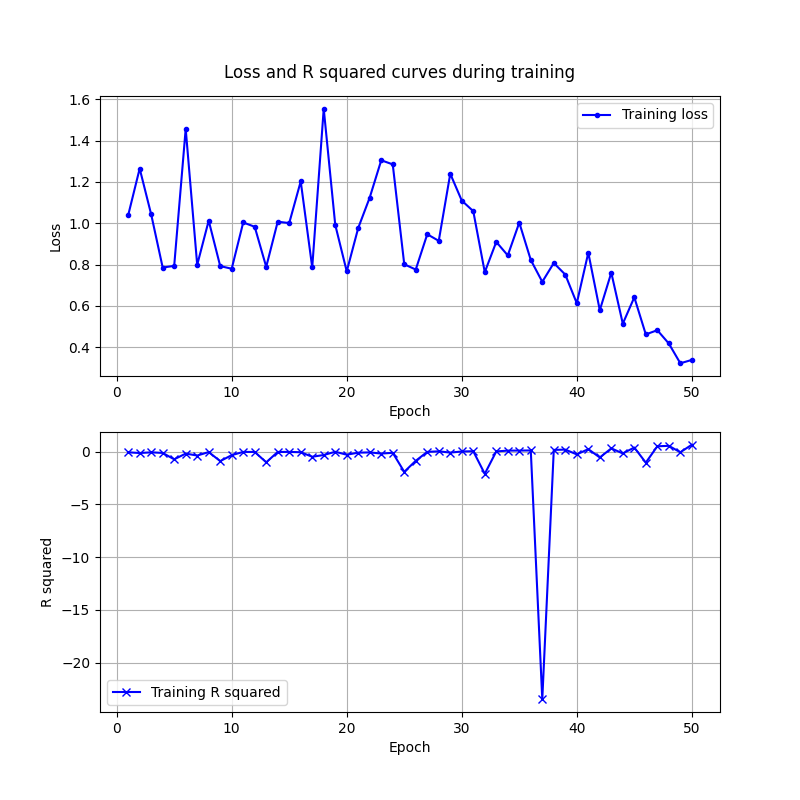 Loss and R squared curves during training
1.6
1.4
1.2
1.0
0.8
0.6
0.4
Loss
Training loss
0 10 20 30 40 50
Epoch
0
−5
−10
−15
−20
R squared
Training R squared
0 10 20 30 40 50
Epoch